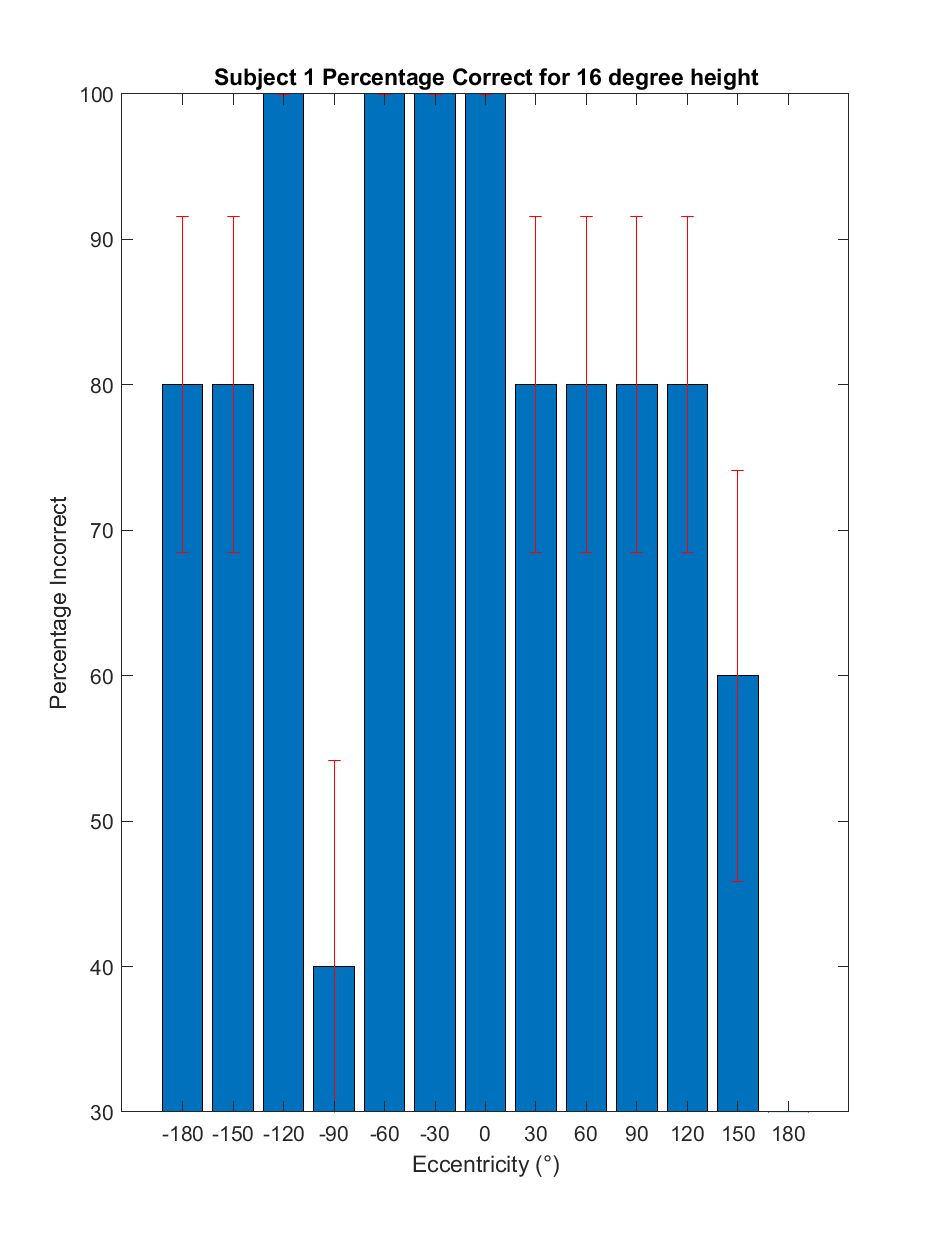 Subject 1 Percentage Correct for 16 degree height
100
90
80
70
60
50
40
30
Percentage Incorrect
-180 -150 -120 -90 -60 -30 0 30 60 90 120 150 180
Eccentricity (°)